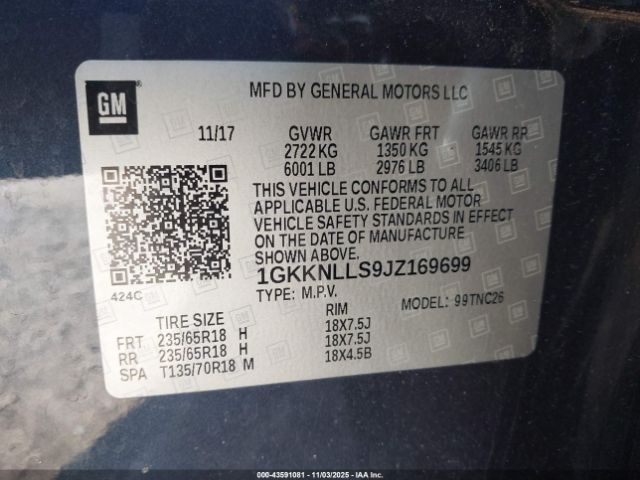 GM
MFD BY GENERAL MOTORS LLC
11/17 GVWR GAWR FRT GAWR RR
2722 KG 1350 KG 1545 KG
6001 LB 2976 LB 3406 LB
THIS VEHICLE CONFORMS TO ALL
APPLICABLE U.S. FEDERAL MOTOR
VEHICLE SAFETY STANDARDS IN EFFECT
ON THE DATE OF MANUFACTURE
SHOWN ABOVE.
1GKKNLLS9JZ169699
424C
TYPE: M.P.V. MODEL: 99TNC26
TIRE SIZE RIM
FRT 235/65R18 H 18X7.5J
RR 235/65R18 H 18X7.5J
SPA T135/70R18 M 18X4.5B
000-43591081 - 11/03/2025 - IAA, Inc.